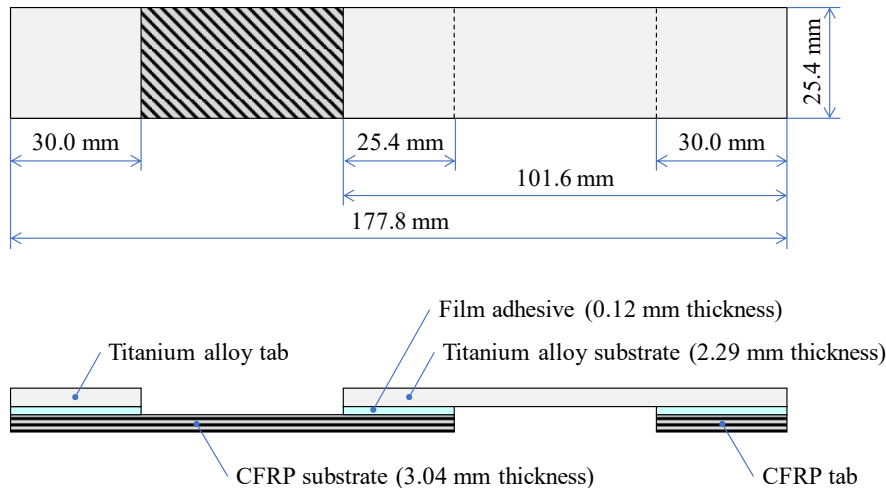 25.4 mm
30.0 mm
25.4 mm
30.0 mm
101.6 mm
177.8 mm
Film adhesive (0.12 mm thickness)
Titanium alloy tab
Titanium alloy substrate (2.29 mm thickness)
CFRP substrate (3.04 mm thickness)
CFRP tab